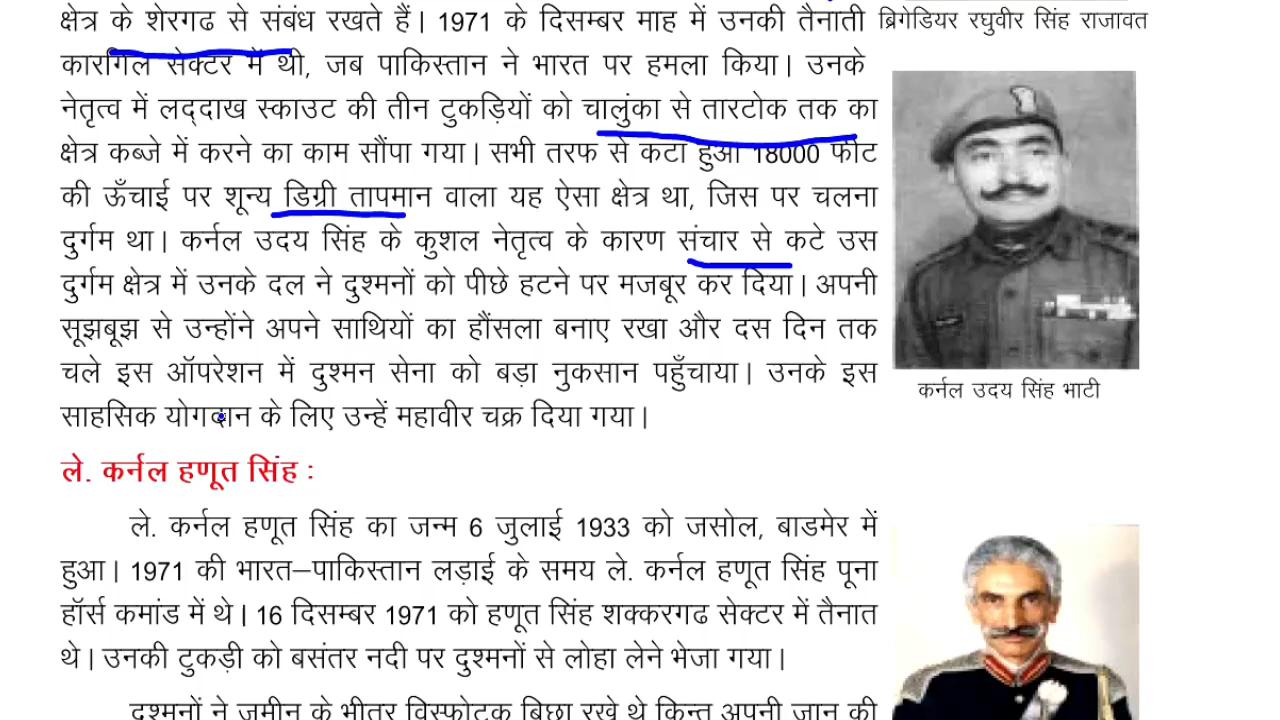 क्षेत्र के शेरगढ से संबंध रखते हैं। 1971 के दिसम्बर माह में उनकी तैनाती
ब्रिगेडियर रघुवीर सिंह राजावत
कारगिल सेक्टर में थी, जब पाकिस्तान ने भारत पर हमला किया। उनके
नेतृत्व में लद्दाख स्काउट की तीन टुकड़ियों को चालुंका से तारटोक तक का
क्षेत्र कब्जे में करने का काम सौंपा गया। सभी तरफ से कटा हुआ 18000 फीट
की ऊँचाई पर शून्य डिग्री तापमान वाला यह ऐसा क्षेत्र था, जिस पर चलना
दुर्गम था। कर्नल उदय सिंह के कुशल नेतृत्व के कारण संचार से कटे उस
दुर्गम क्षेत्र में उनके दल ने दुश्मनों को पीछे हटने पर मजबूर कर दिया। अपनी
सूझबूझ से उन्होंने अपने साथियों का हौंसला बनाए रखा और दस दिन तक
चले इस ऑपरेशन में दुश्मन सेना को बड़ा नुकसान पहुँचाया। उनके इस
साहसिक योगदान के लिए उन्हें महावीर चक्र दिया गया।
कर्नल उदय सिंह भाटी
ले. कर्नल हणूत सिंह :
ले. कर्नल हणूत सिंह का जन्म 6 जुलाई 1933 को जसोल, बाडमेर में
हुआ। 1971 की भारत–पाकिस्तान लड़ाई के समय ले. कर्नल हणूत सिंह पूना
हॉर्स कमांड में थे। 16 दिसम्बर 1971 को हणूत सिंह शक्करगढ सेक्टर में तैनात
थे। उनकी टुकड़ी को बसंतर नदी पर दुश्मनों से लोहा लेने भेजा गया।
दुश्मनों ने जमीन के भीतर विस्फोटक बिछा रखे थे किन्तु अपनी जान की